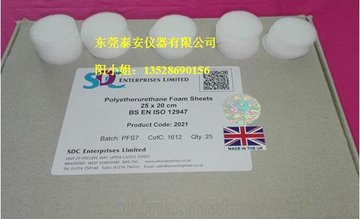 东莞泰安仪器有限公司
阳小姐：13528690156
SDC
ENTERPRISES LIMITED
Polyetherurethane Foam Sheets
25 x 20 cm
BS EN ISO 12947
Product Code: 2021
Batch: PFS7 CofC: 1612 Qty: 25
MADE IN THE UK
SDC Enterprises Limited